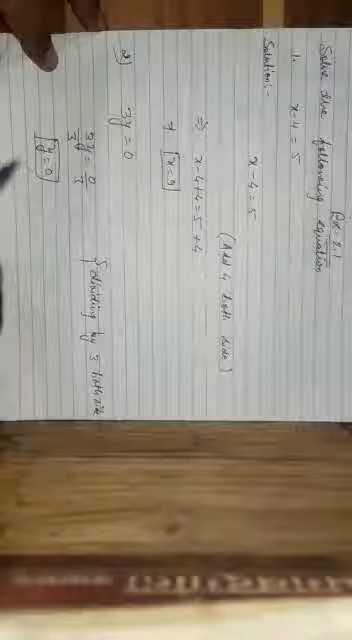 Ex-2.1
Solve the following equation
1. x-4=5
Solution:- x-4=5
(Add 4 both side)
⇒ x-4+4=5+4
⇒ x=9
2) 3y=0
3y/3 = 0/3 {dividing by 3 both side
y=0